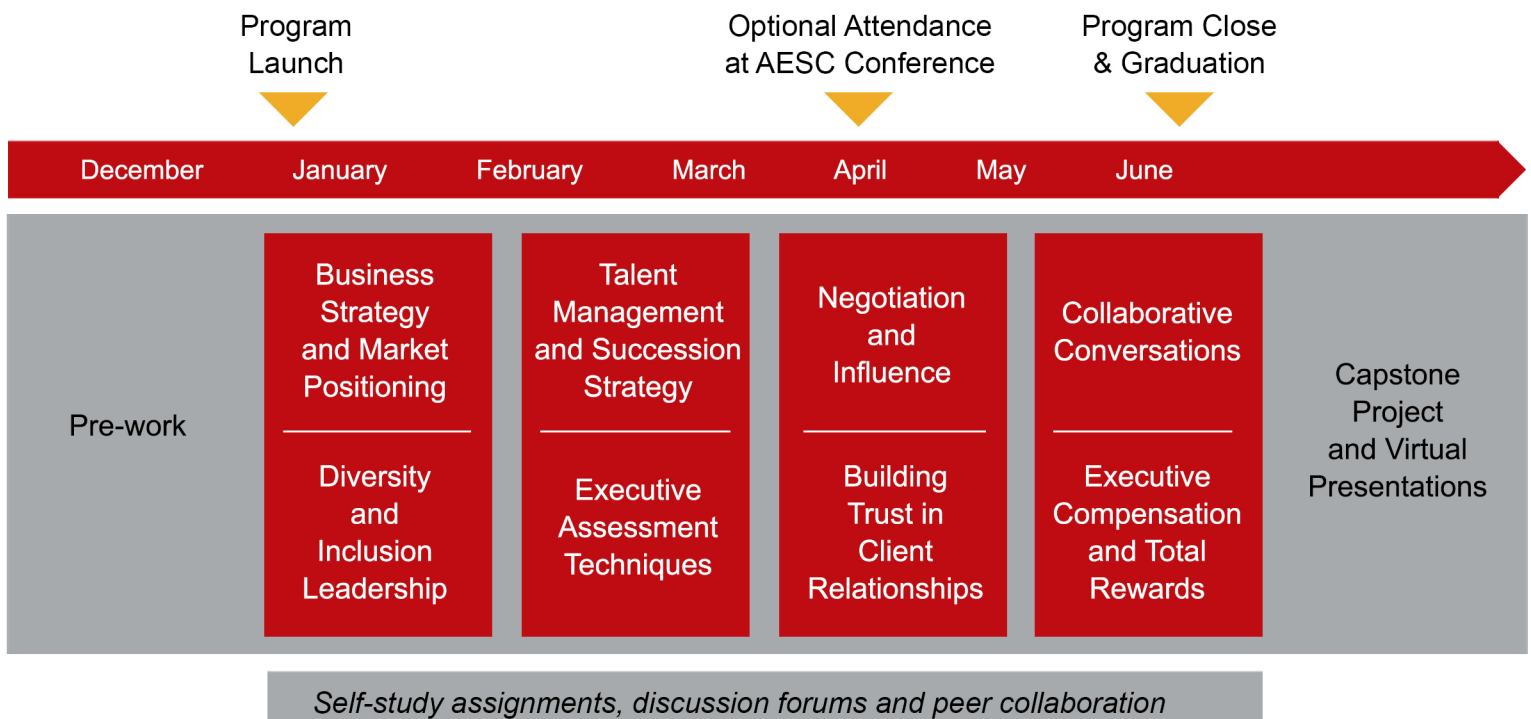 Program
Launch
Optional Attendance
at AESC Conference
Program Close
& Graduation
December January February March April May June
Pre-work
Business
Strategy
and Market
Positioning
Diversity
and
Inclusion
Leadership
Talent
Management
and Succession
Strategy
Executive
Assessment
Techniques
Negotiation
and
Influence
Building
Trust in
Client
Relationships
Collaborative
Conversations
Executive
Compensation
and Total
Rewards
Capstone
Project
and Virtual
Presentations
Self-study assignments, discussion forums and peer collaboration